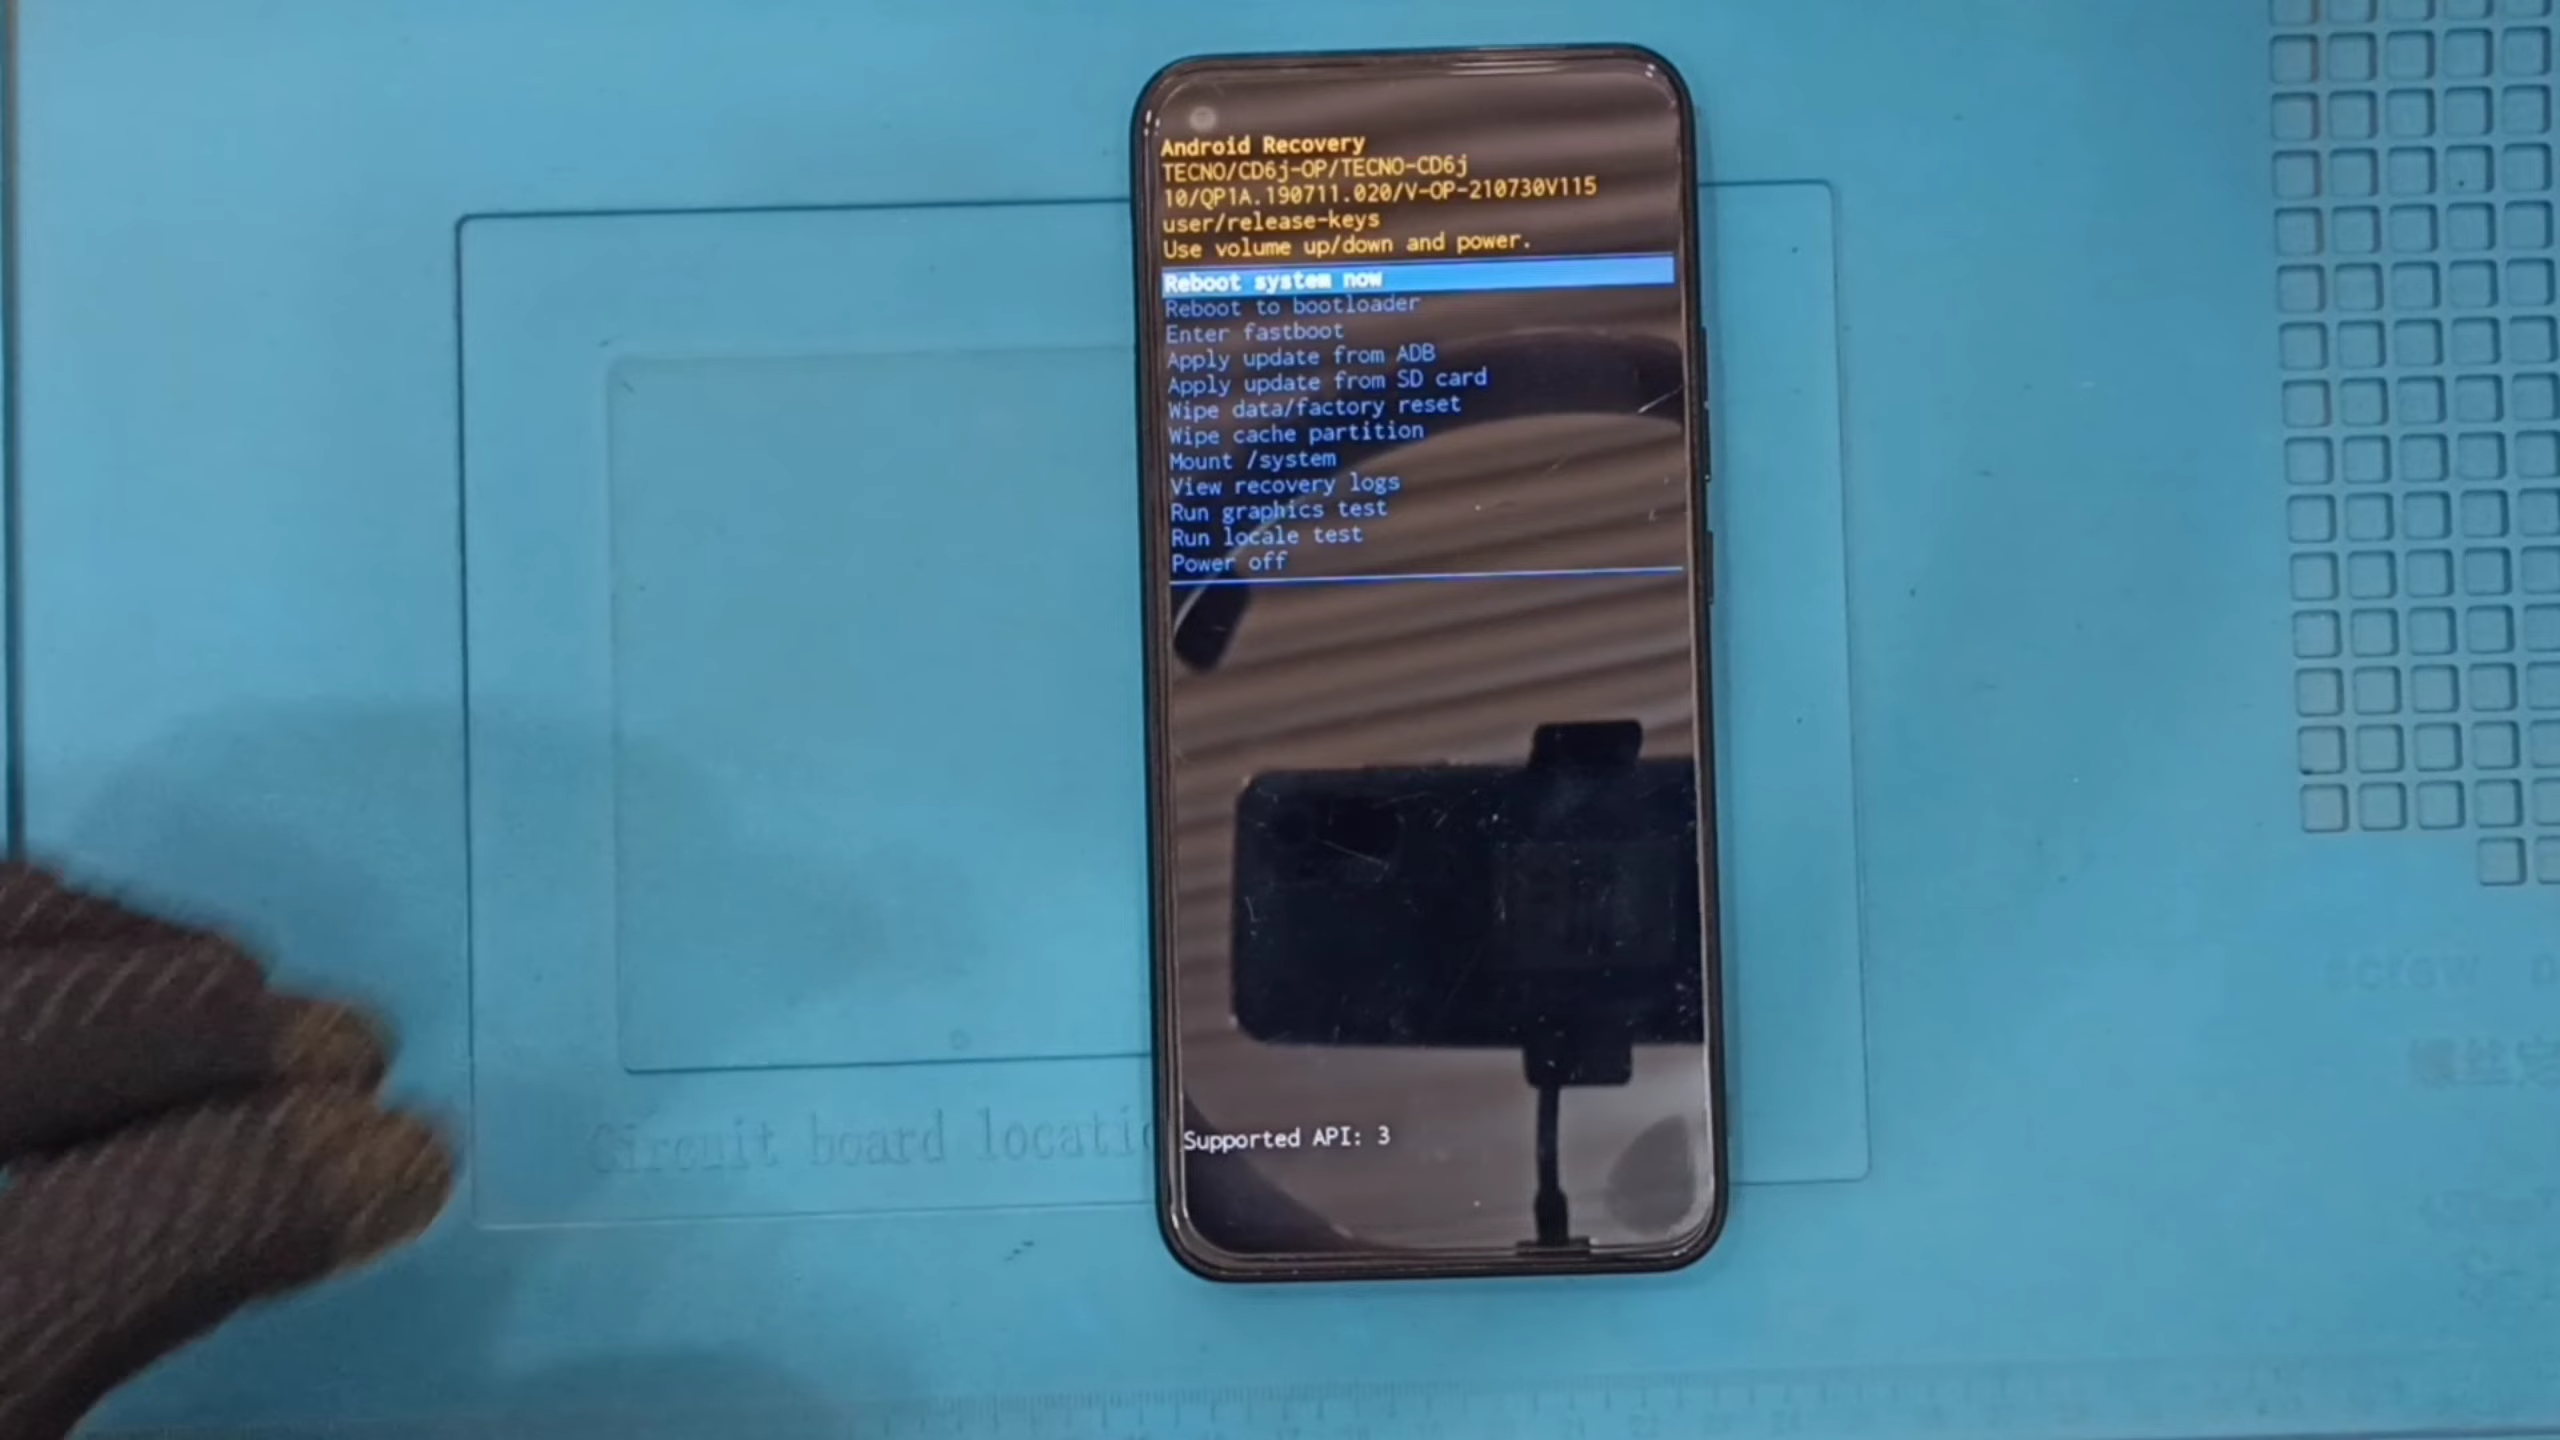 Android Recovery
TECNO/CD6j-OP/TECNO-CD6j
10/QP1A.190711.020/V-OP-210730V115
user/release-keys
Use volume up/down and power.
Reboot system now
Reboot to bootloader
Enter fastboot
Apply update from ADB
Apply update from SD card
Wipe data/factory reset
Wipe cache partition
Mount /system
View recovery logs
Run graphics test
Run locale test
Power off
Supported API: 3
Circuit board locatio
screw